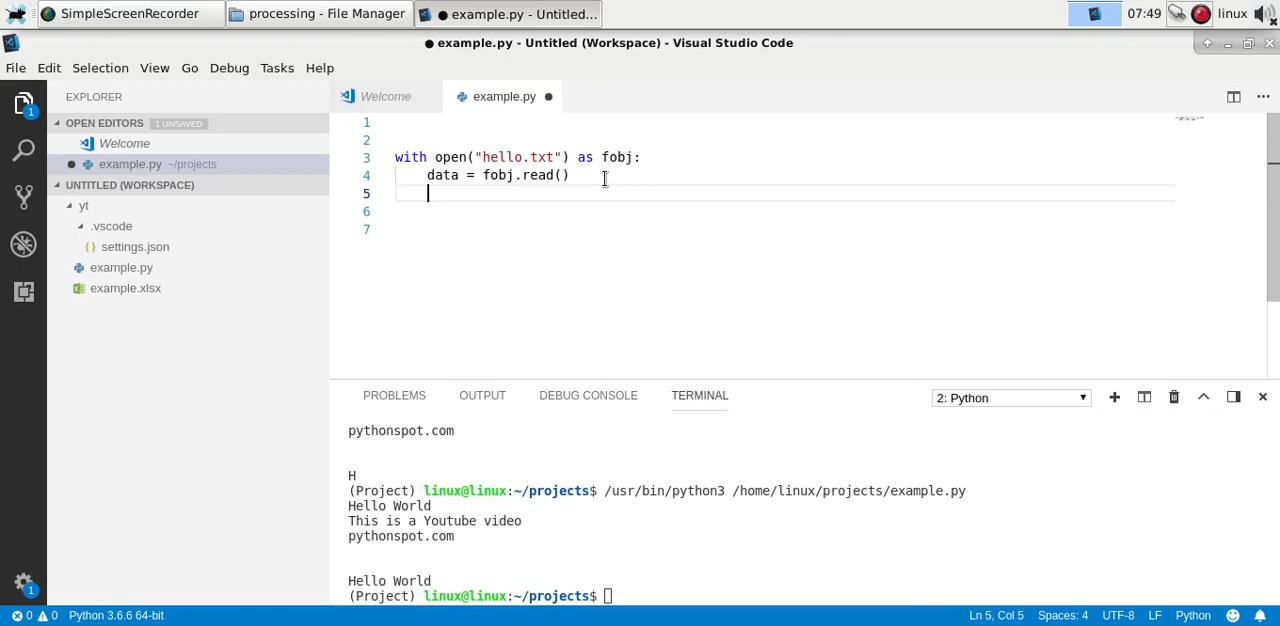 SimpleScreenRecorder
processing - File Manager
● example.py - Untitled...
07:49
linux
● example.py - Untitled (Workspace) - Visual Studio Code
File Edit Selection View Go Debug Tasks Help
EXPLORER
OPEN EDITORS 1 UNSAVED
Welcome
● example.py ~/projects
UNTITLED (WORKSPACE)
yt
.vscode
{} settings.json
example.py
example.xlsx
1
1
Welcome
example.py ●
1
2
3 with open("hello.txt") as fobj:
4 data = fobj.read()
5
6
7
PROBLEMS OUTPUT DEBUG CONSOLE TERMINAL
2: Python
pythonspot.com
H
(Project) linux@linux:~/projects$ /usr/bin/python3 /home/linux/projects/example.py
Hello World
This is a Youtube video
pythonspot.com
Hello World
(Project) linux@linux:~/projects$
0 0 Python 3.6.6 64-bit
Ln 5, Col 5 Spaces: 4 UTF-8 LF Python